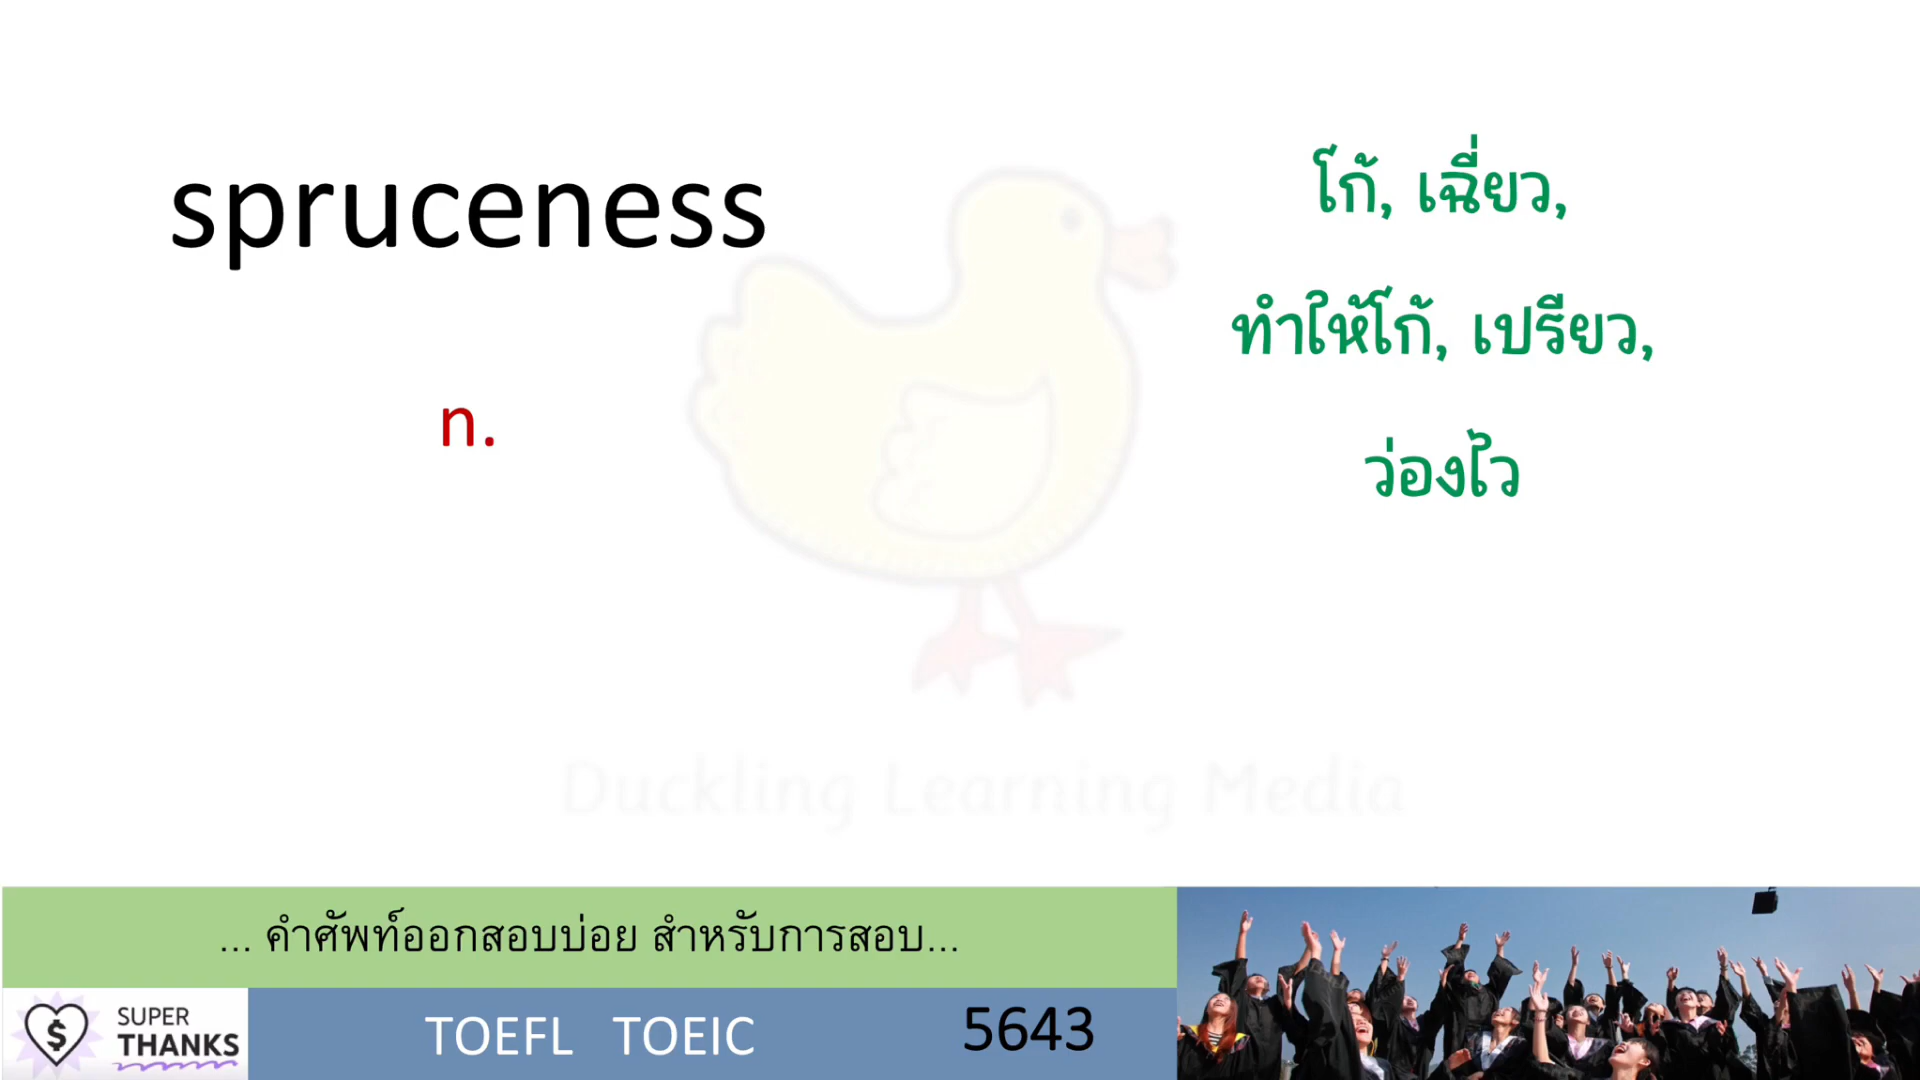 spruceness
n.
โก้, เฉี่ยว,
ทำให้โก้, เปรียว,
ว่องไว
Duckling Learning Media
... คำศัพท์ออกสอบบ่อย สำหรับการสอบ...
SUPER
THANKS
TOEFL TOEIC
5643